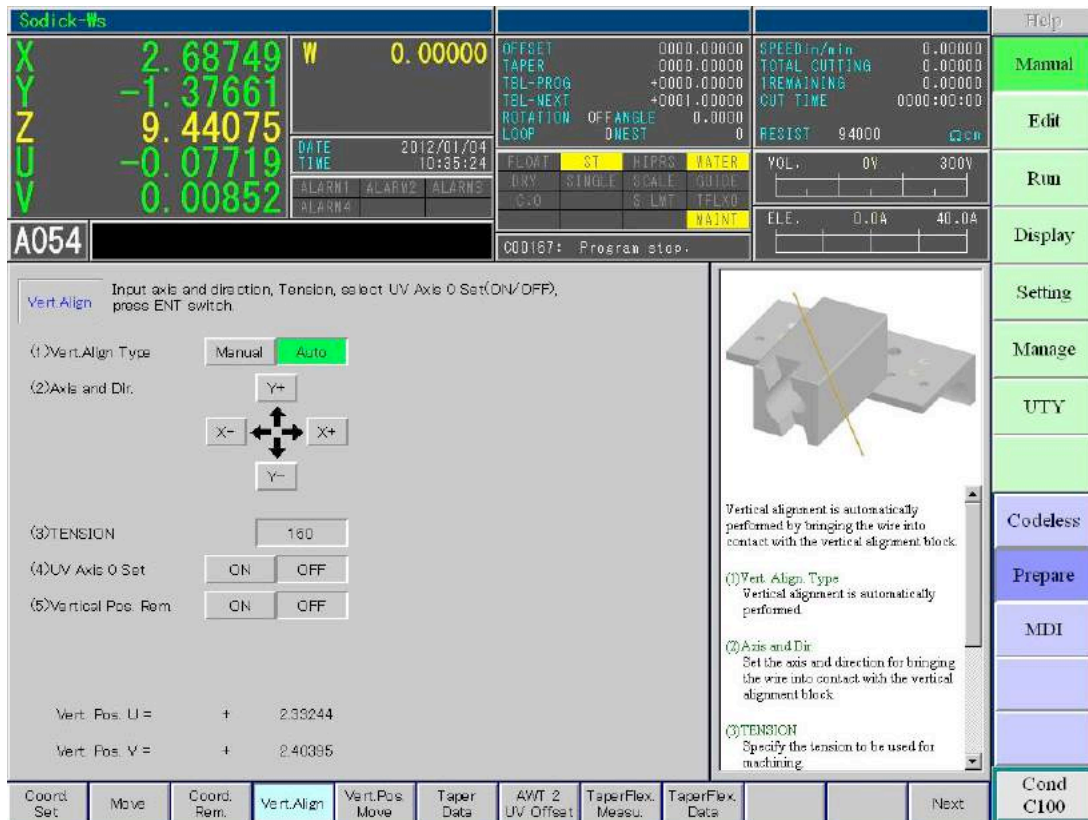 Sodick-Ws
Help
X 2.68749
Y -1.37661
Z 9.44075
U -0.07719
V 0.00852
W 0.00000
DATE 2012/01/04
TIME 10:35:24
ALARM1 ALARM2 ALARM3
ALARM4
OFFSET 0000.00000
TAPER 0000.00000
TBL-PROG +0000.00000
TBL-NEXT +0001.00000
ROTATION OFF ANGLE 0.0000
LOOP 0 NEST 0
FLOAT ST HIPRS WATER
DRY SINGLE SCALE GUIDE
C.O S LMT TFLXO
MAINT
COD167: Program stop.
SPEED in/min 0.00000
TOTAL CUTTING 0.00000
1REMAINING 0.00000
CUT TIME 0000:00:00
RESIST 94000 Ωcm
VOL. 0V 300V
ELE. 0.0A 40.0A
A054
Manual
Edit
Run
Display
Setting
Manage
UTY
Codeless
Prepare
MDI
Cond
C100
Vert.Align
Input axis and direction, Tension, select UV Axis 0 Set(ON/OFF),
press ENT switch.
(1)Vert.Align Type Manual Auto
(2)Axis and Dir.
Y+
X- X+
Y-
(3)TENSION 160
(4)UV Axis 0 Set ON OFF
(5)Vertical Pos. Rem. ON OFF
Vert. Pos. U = + 2.33244
Vert. Pos. V = + 2.40395
Vertical alignment is automatically
performed by bringing the wire into
contact with the vertical alignment block.
(1)Vert. Align. Type
Vertical alignment is automatically
performed.
(2)Axis and Dir.
Set the axis and direction for bringing
the wire into contact with the vertical
alignment block.
(3)TENSION
Specify the tension to be used for
machining.
Coord.
Set
Move
Coord.
Rem.
Vert.Align
Vert.Pos.
Move
Taper
Data
AWT 2
UV Offset
TaperFlex.
Measu.
TaperFlex.
Data
Next